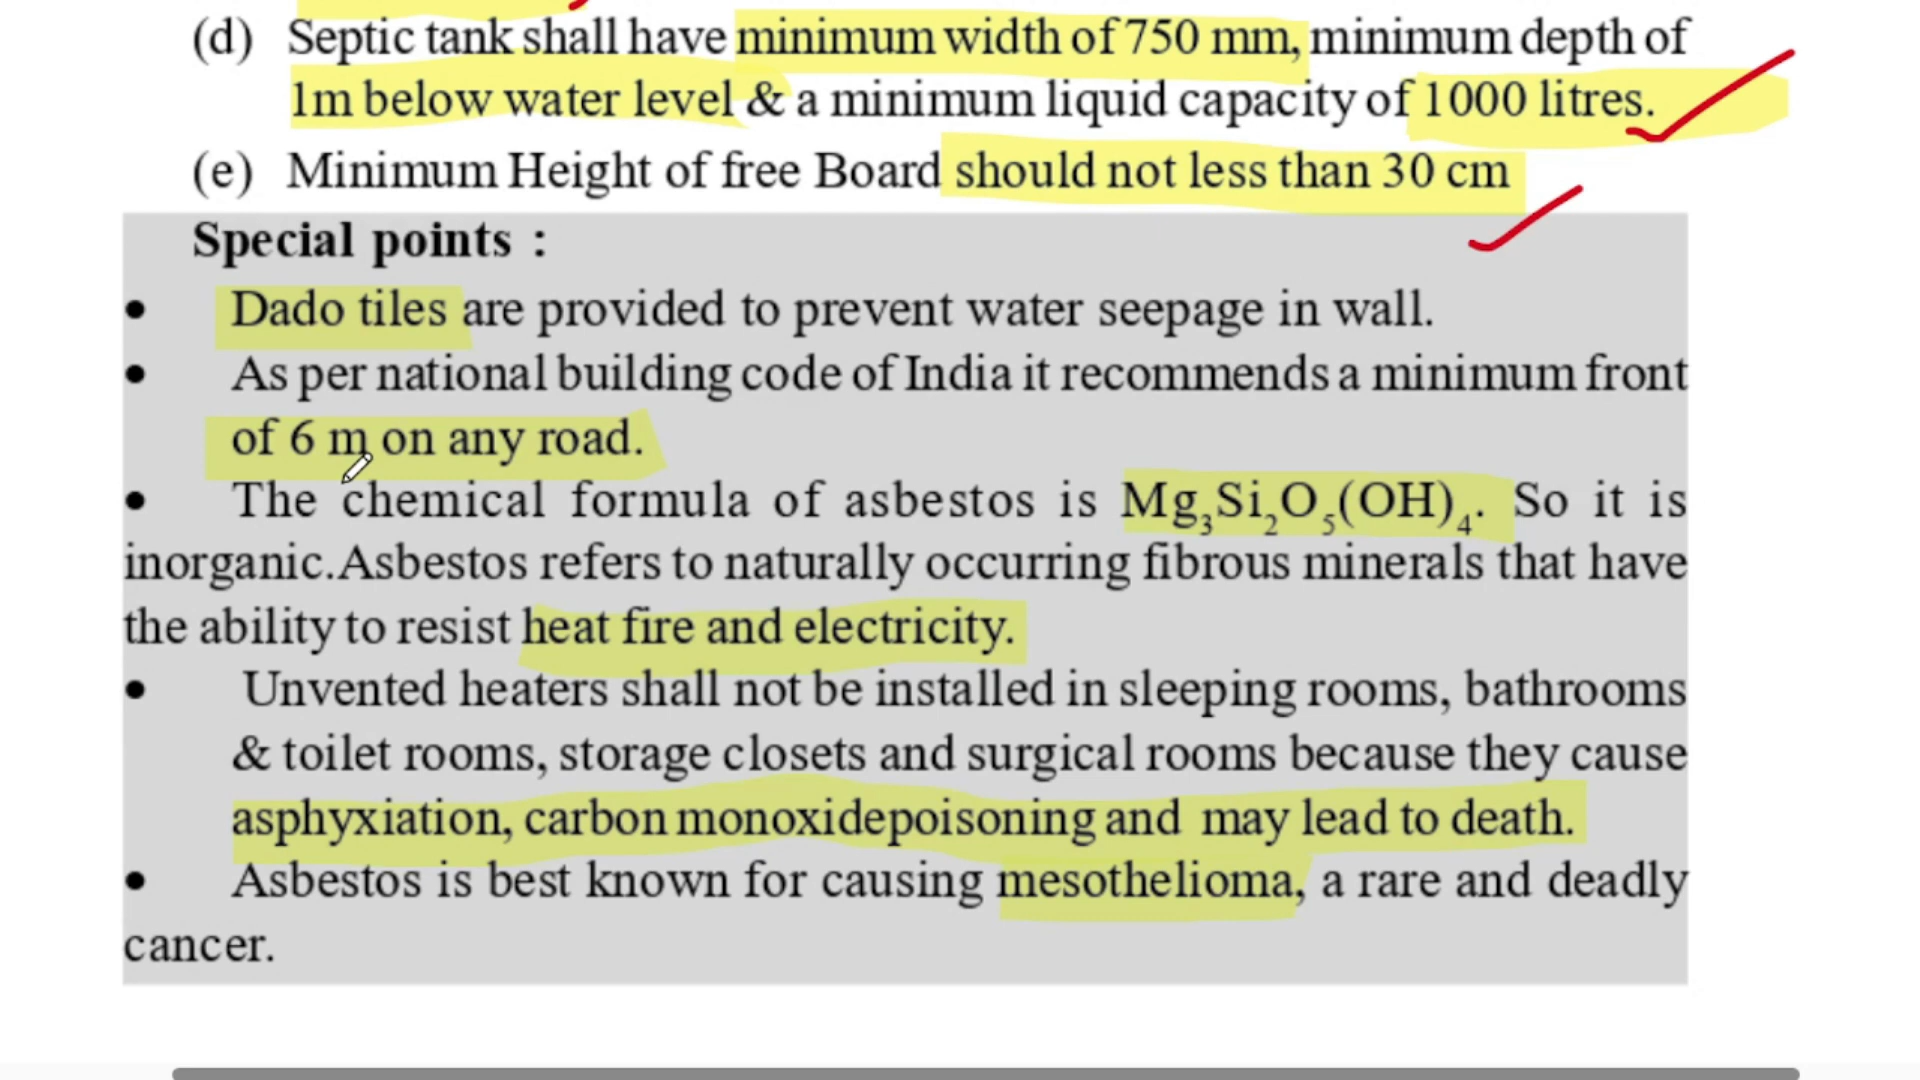 (d) Septic tank shall have minimum width of 750 mm, minimum depth of
1m below water level & a minimum liquid capacity of 1000 litres.
(e) Minimum Height of free Board should not less than 30 cm
Special points :
• Dado tiles are provided to prevent water seepage in wall.
• As per national building code of India it recommends a minimum front
of 6 m on any road.
• The chemical formula of asbestos is Mg₃Si₂O₅(OH)₄. So it is
inorganic.Asbestos refers to naturally occurring fibrous minerals that have
the ability to resist heat fire and electricity.
• Unvented heaters shall not be installed in sleeping rooms, bathrooms
& toilet rooms, storage closets and surgical rooms because they cause
asphyxiation, carbon monoxidepoisoning and may lead to death.
• Asbestos is best known for causing mesothelioma, a rare and deadly
cancer.